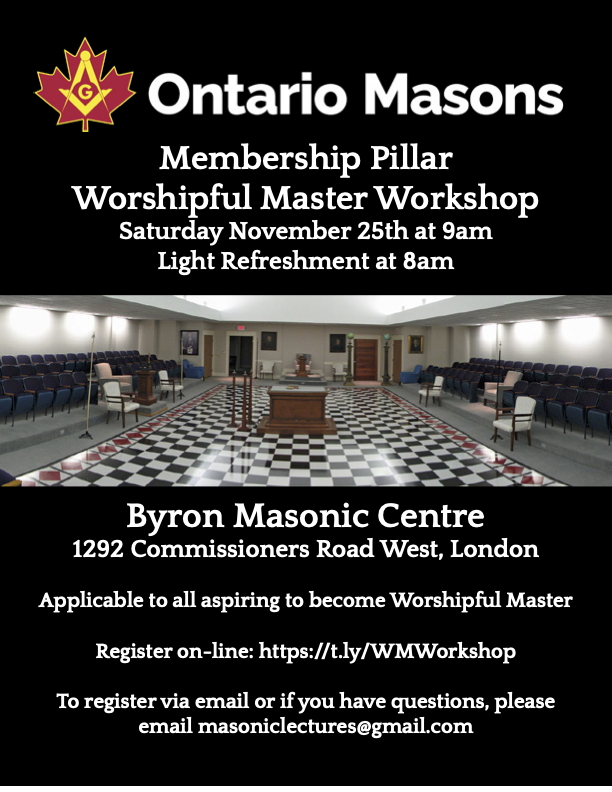 G
Ontario Masons
Membership Pillar
Worshipful Master Workshop
Saturday November 25th at 9am
Light Refreshment at 8am
Byron Masonic Centre
1292 Commissioners Road West, London
Applicable to all aspiring to become Worshipful Master
Register on-line: https://t.ly/WMWorkshop
To register via email or if you have questions, please
email masoniclectures@gmail.com